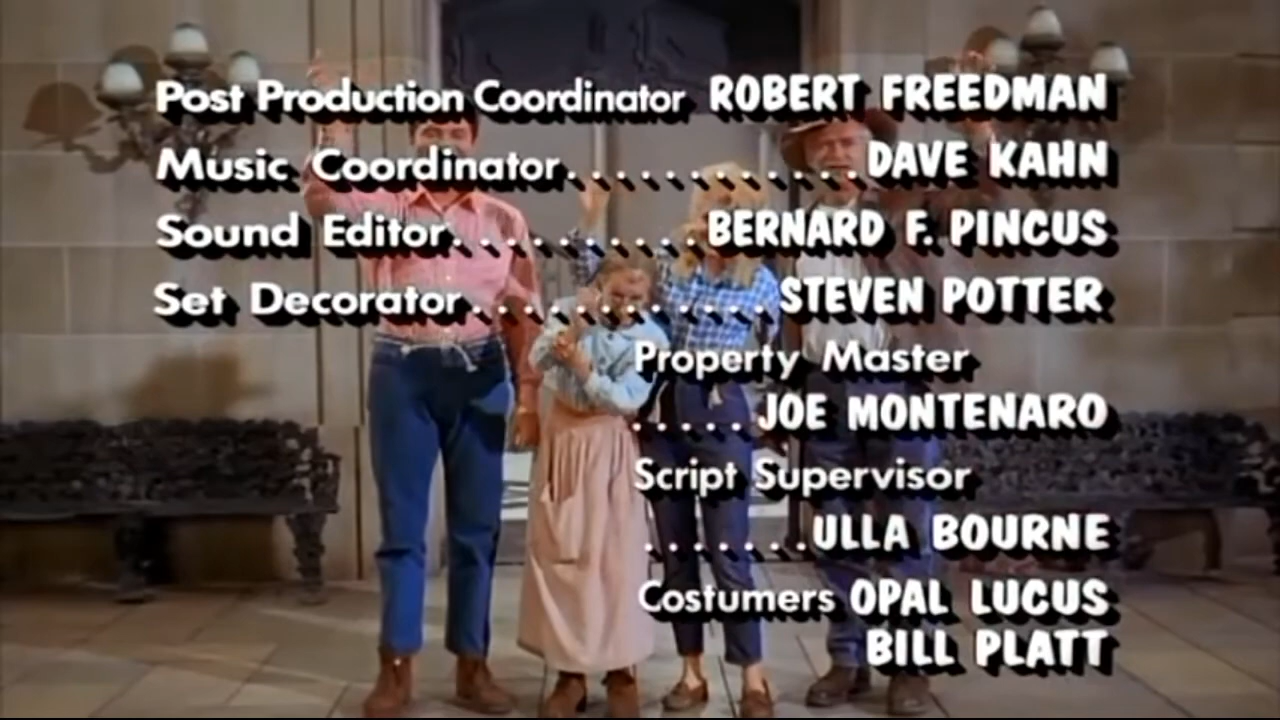 Post Production Coordinator ROBERT FREEDMAN
Music Coordinator............DAVE KAHN
Sound Editor..........BERNARD F. PINCUS
Set Decorator............STEVEN POTTER
Property Master
.....JOE MONTENARO
Script Supervisor
.......ULLA BOURNE
Costumers OPAL LUCUS
BILL PLATT